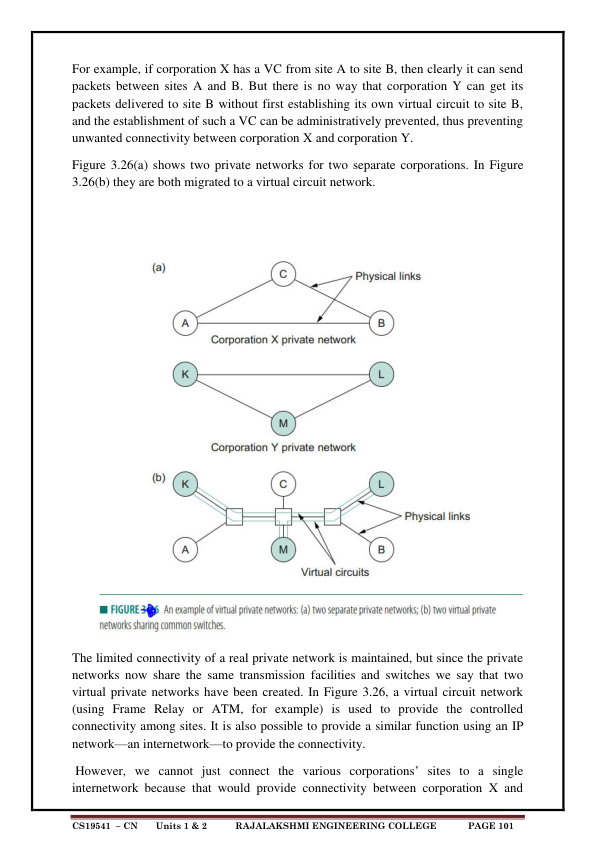 For example, if corporation X has a VC from site A to site B, then clearly it can send
packets between sites A and B. But there is no way that corporation Y can get its
packets delivered to site B without first establishing its own virtual circuit to site B,
and the establishment of such a VC can be administratively prevented, thus preventing
unwanted connectivity between corporation X and corporation Y.
Figure 3.26(a) shows two private networks for two separate corporations. In Figure
3.26(b) they are both migrated to a virtual circuit network.
(a)
C
Physical links
A
B
Corporation X private network
K
L
M
Corporation Y private network
(b)
K
C
L
Physical links
A
M
B
Virtual circuits
■ FIGURE An example of virtual private networks: (a) two separate private networks; (b) two virtual private
networks sharing common switches.
The limited connectivity of a real private network is maintained, but since the private
networks now share the same transmission facilities and switches we say that two
virtual private networks have been created. In Figure 3.26, a virtual circuit network
(using Frame Relay or ATM, for example) is used to provide the controlled
connectivity among sites. It is also possible to provide a similar function using an IP
network—an internetwork—to provide the connectivity.
However, we cannot just connect the various corporations' sites to a single
internetwork because that would provide connectivity between corporation X and
CS19541 – CN Units 1 & 2 RAJALAKSHMI ENGINEERING COLLEGE PAGE 101